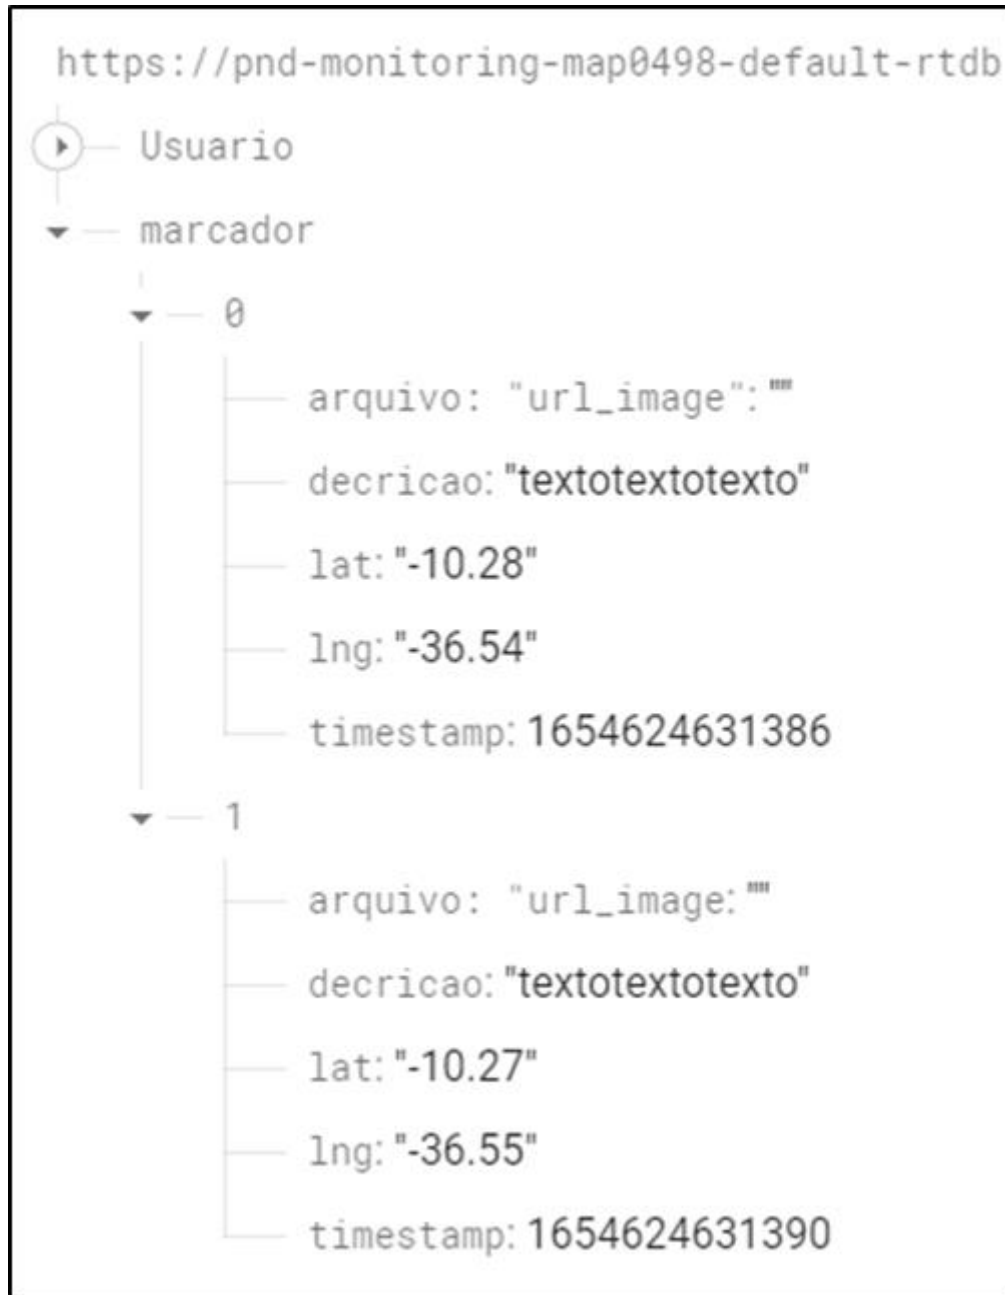 https://pnd-monitoring-map0498-default-rtdb
Usuario
marcador
0
arquivo: "url_image":""
decricao: "textotextotexto"
lat: "-10.28"
lng: "-36.54"
timestamp: 1654624631386
1
arquivo: "url_image:""
decricao: "textotextotexto"
lat: "-10.27"
lng: "-36.55"
timestamp: 1654624631390